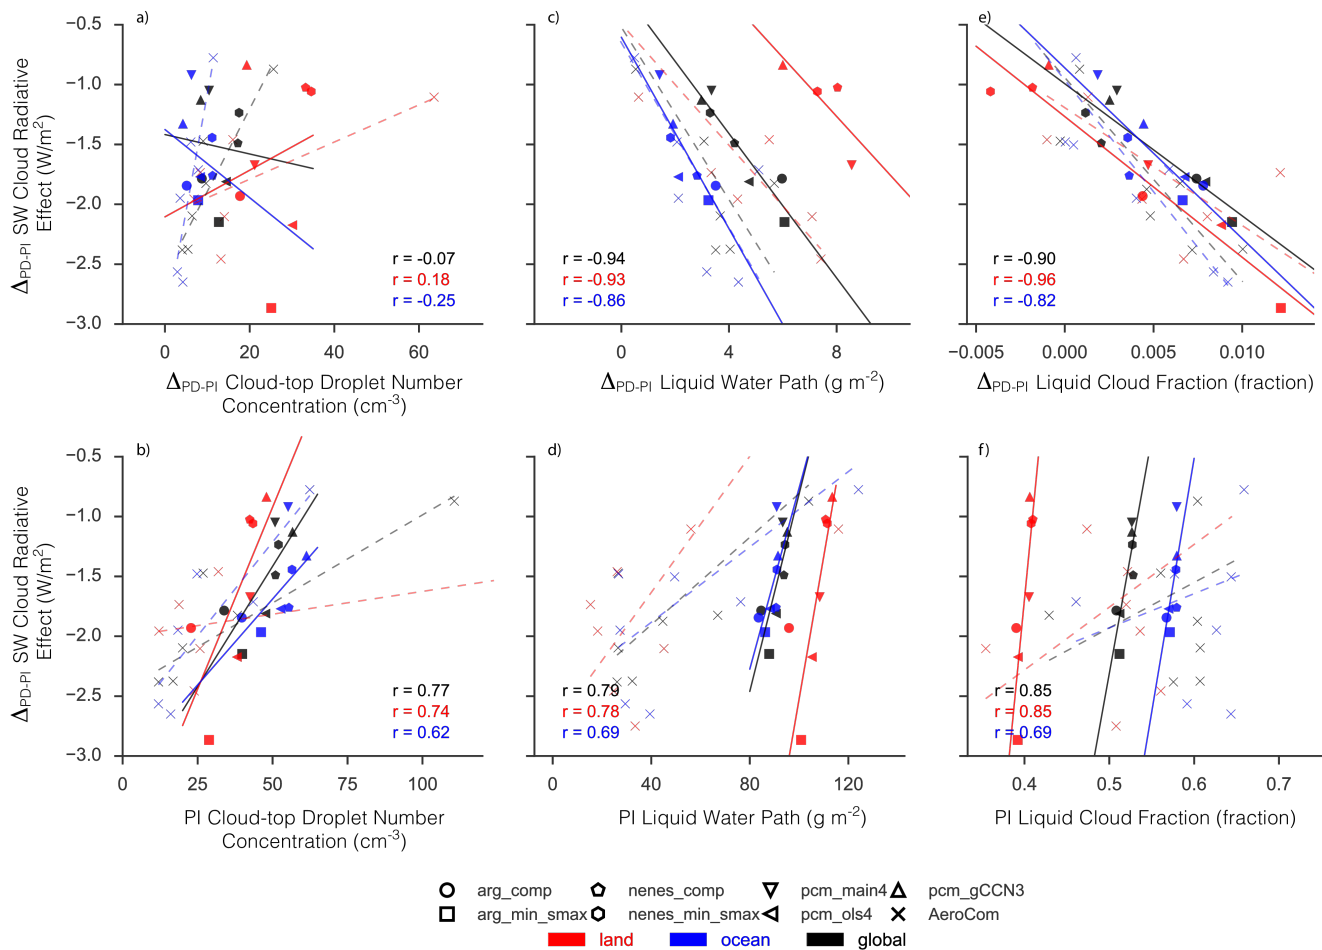 a)
c)
e)
−0.5
−1.0
−1.5
−2.0
−2.5
−3.0
Δ_PD-PI SW Cloud Radiative
Effect (W/m²)
r = -0.07
r = 0.18
r = -0.25
r = -0.94
r = -0.93
r = -0.86
r = -0.90
r = -0.96
r = -0.82
0 20 40 60
0 4 8
−0.005 0.000 0.005 0.010
Δ_PD-PI Cloud-top Droplet Number
Concentration (cm⁻³)
Δ_PD-PI Liquid Water Path (g m⁻²)
Δ_PD-PI Liquid Cloud Fraction (fraction)
b)
d)
f)
−0.5
−1.0
−1.5
−2.0
−2.5
−3.0
Δ_PD-PI SW Cloud Radiative
Effect (W/m²)
r = 0.77
r = 0.74
r = 0.62
r = 0.79
r = 0.78
r = 0.69
r = 0.85
r = 0.85
r = 0.69
0 25 50 75 100
0 40 80 120
0.4 0.5 0.6 0.7
PI Cloud-top Droplet Number
Concentration (cm⁻³)
PI Liquid Water Path (g m⁻²)
PI Liquid Cloud Fraction (fraction)
arg_comp nenes_comp pcm_main4 pcm_gCCN3
arg_min_smax nenes_min_smax pcm_ols4 AeroCom
land ocean global